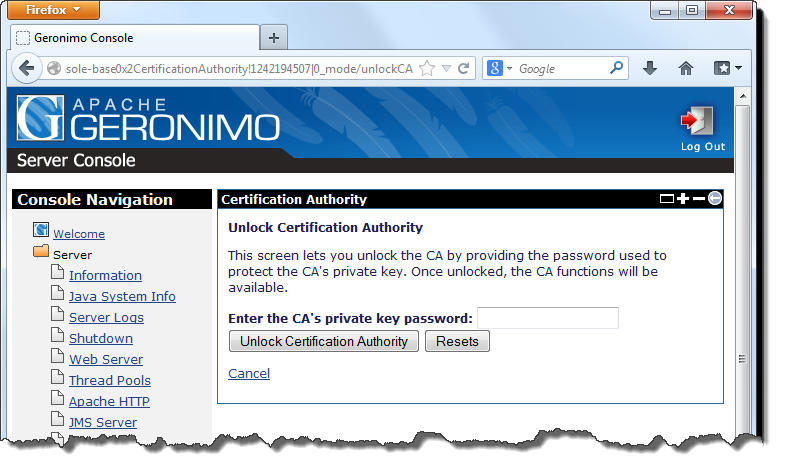 Firefox
Geronimo Console
sole-base0x2CertificationAuthority!1242194507|0_mode/unlockCA
Google
APACHE
GERONIMO
Server Console
Log Out
Console Navigation
Welcome
Server
Information
Java System Info
Server Logs
Shutdown
Web Server
Thread Pools
Apache HTTP
JMS Server
Certification Authority
Unlock Certification Authority
This screen lets you unlock the CA by providing the password used to
protect the CA's private key. Once unlocked, the CA functions will be
available.
Enter the CA's private key password:
Unlock Certification Authority Resets
Cancel